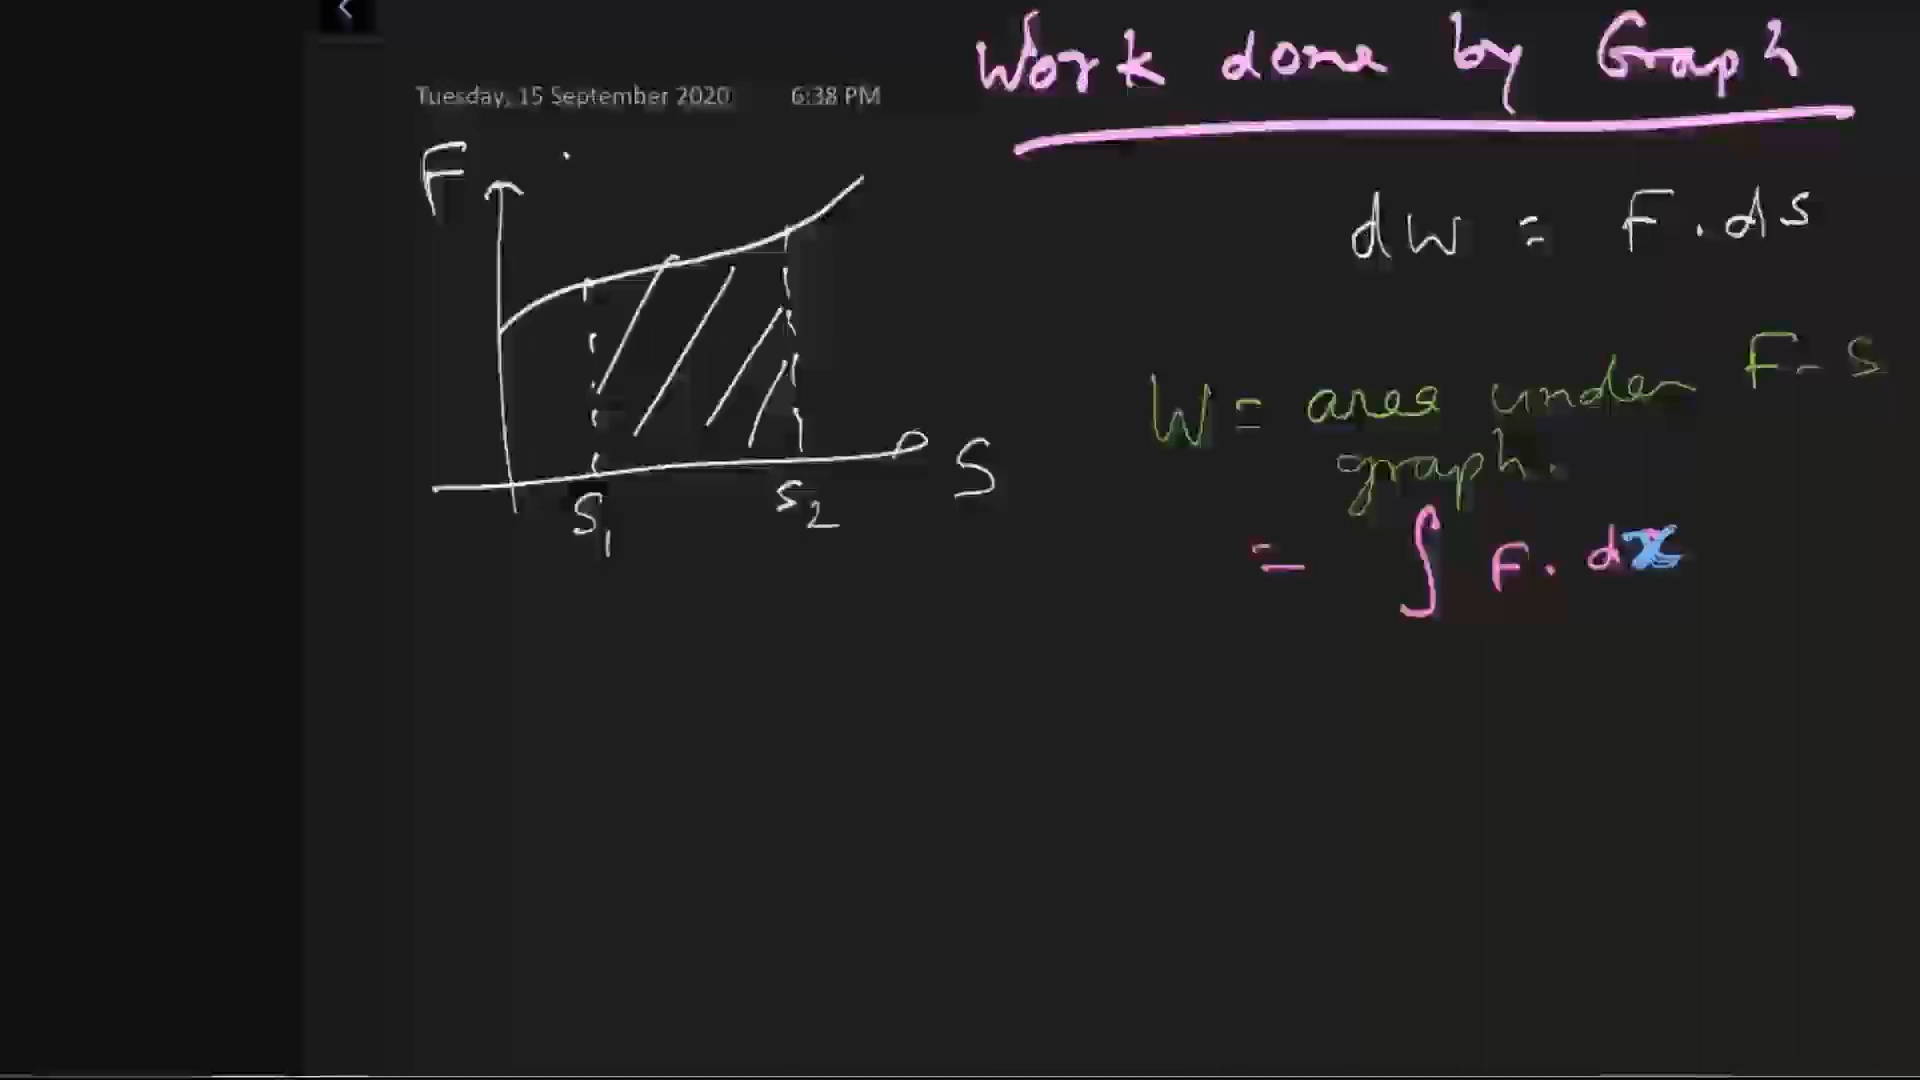 Work done by Graph
Tuesday, 15 September 2020 6:38 PM
F
dW = F.ds
W = area under F-S
graph.
S
S1 S2
= ∫ F. dx